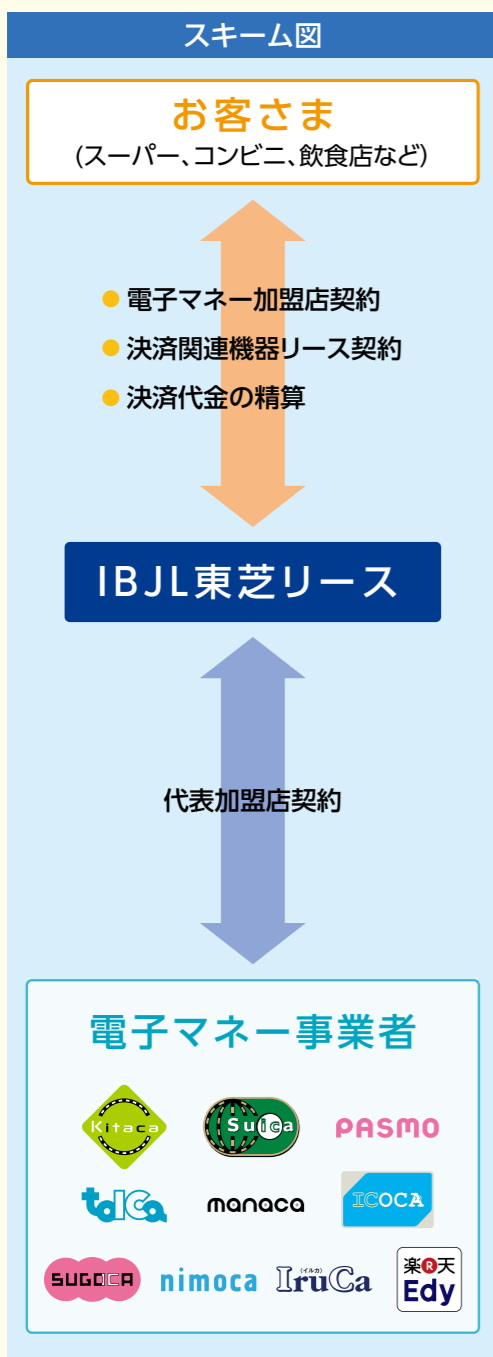 スキーム図
お客さま
(スーパー、コンビニ、飲食店など)
● 電子マネー加盟店契約
● 決済関連機器リース契約
● 決済代金の精算
IBJL東芝リース
代表加盟店契約
電子マネー事業者
Kitaca
Suica
PASMO
toICa
manaca
ICOCA
SUGOCA
nimoca
(イルカ)
IruCa
楽R天
Edy